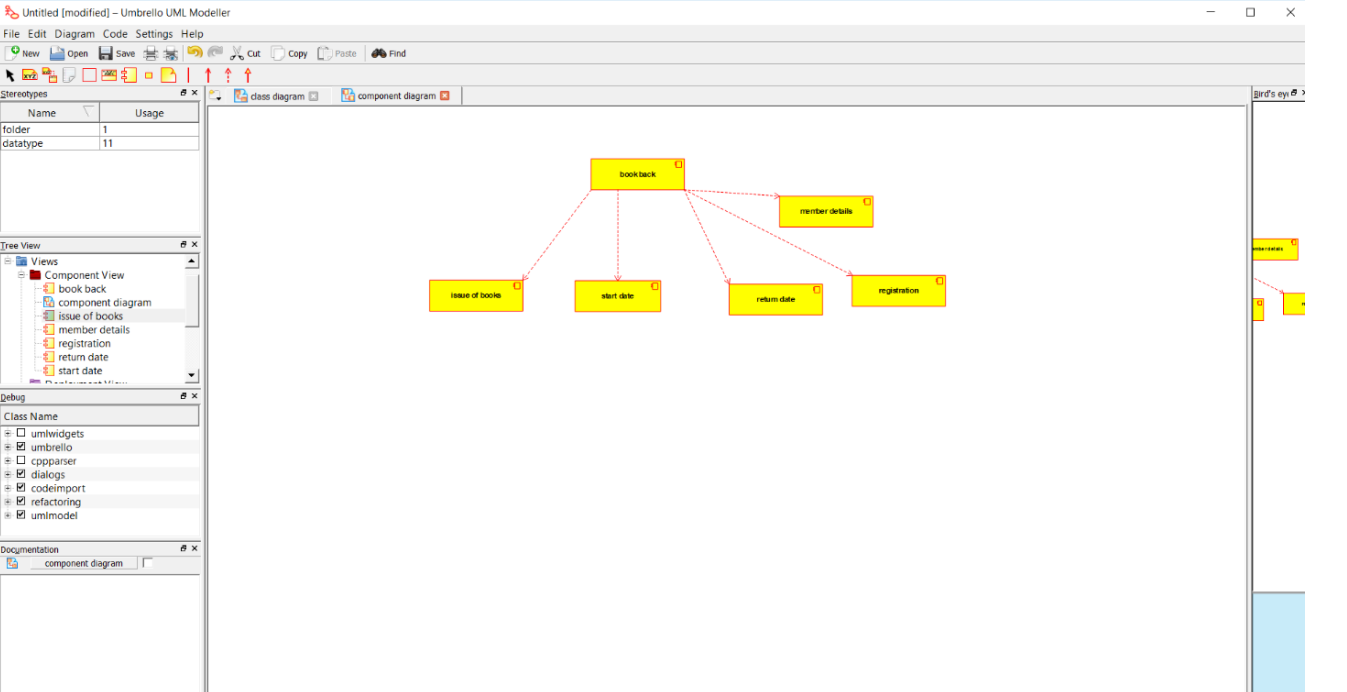 Untitled [modified] – Umbrello UML Modeller
File Edit Diagram Code Settings Help
New Open Save Cut Copy Paste Find
Stereotypes
Name Usage
folder 1
datatype 11
Tree View
Views
Component View
book back
component diagram
issue of books
member details
registration
return date
start date
Debug
Class Name
umlwidgets
umbrello
cppparser
dialogs
codeimport
refactoring
umlmodel
Documentation
component diagram
class diagram component diagram
book back
member details
issue of books
start date
return date
registration
Bird's eye